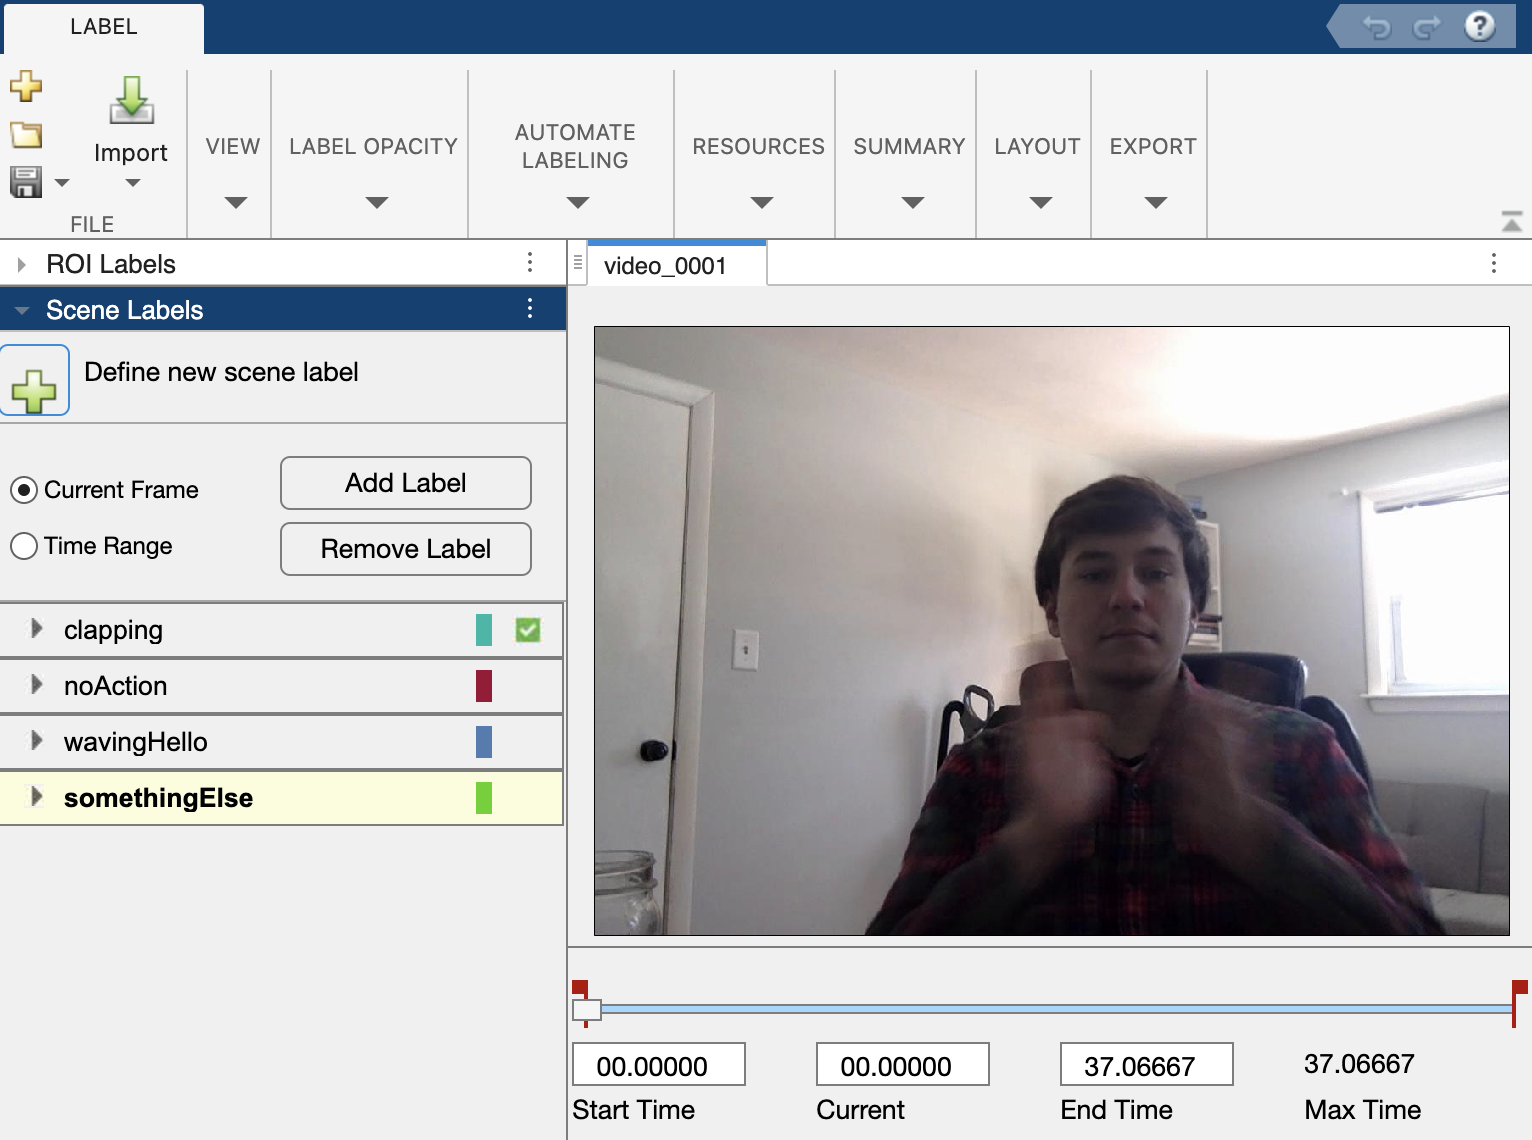 LABEL
?
Import
FILE
VIEW
LABEL OPACITY
AUTOMATE
LABELING
RESOURCES
SUMMARY
LAYOUT
EXPORT
ROI Labels
Scene Labels
Define new scene label
Current Frame
Add Label
Time Range
Remove Label
clapping
noAction
wavingHello
somethingElse
video_0001
00.00000
00.00000
37.06667
37.06667
Start Time
Current
End Time
Max Time